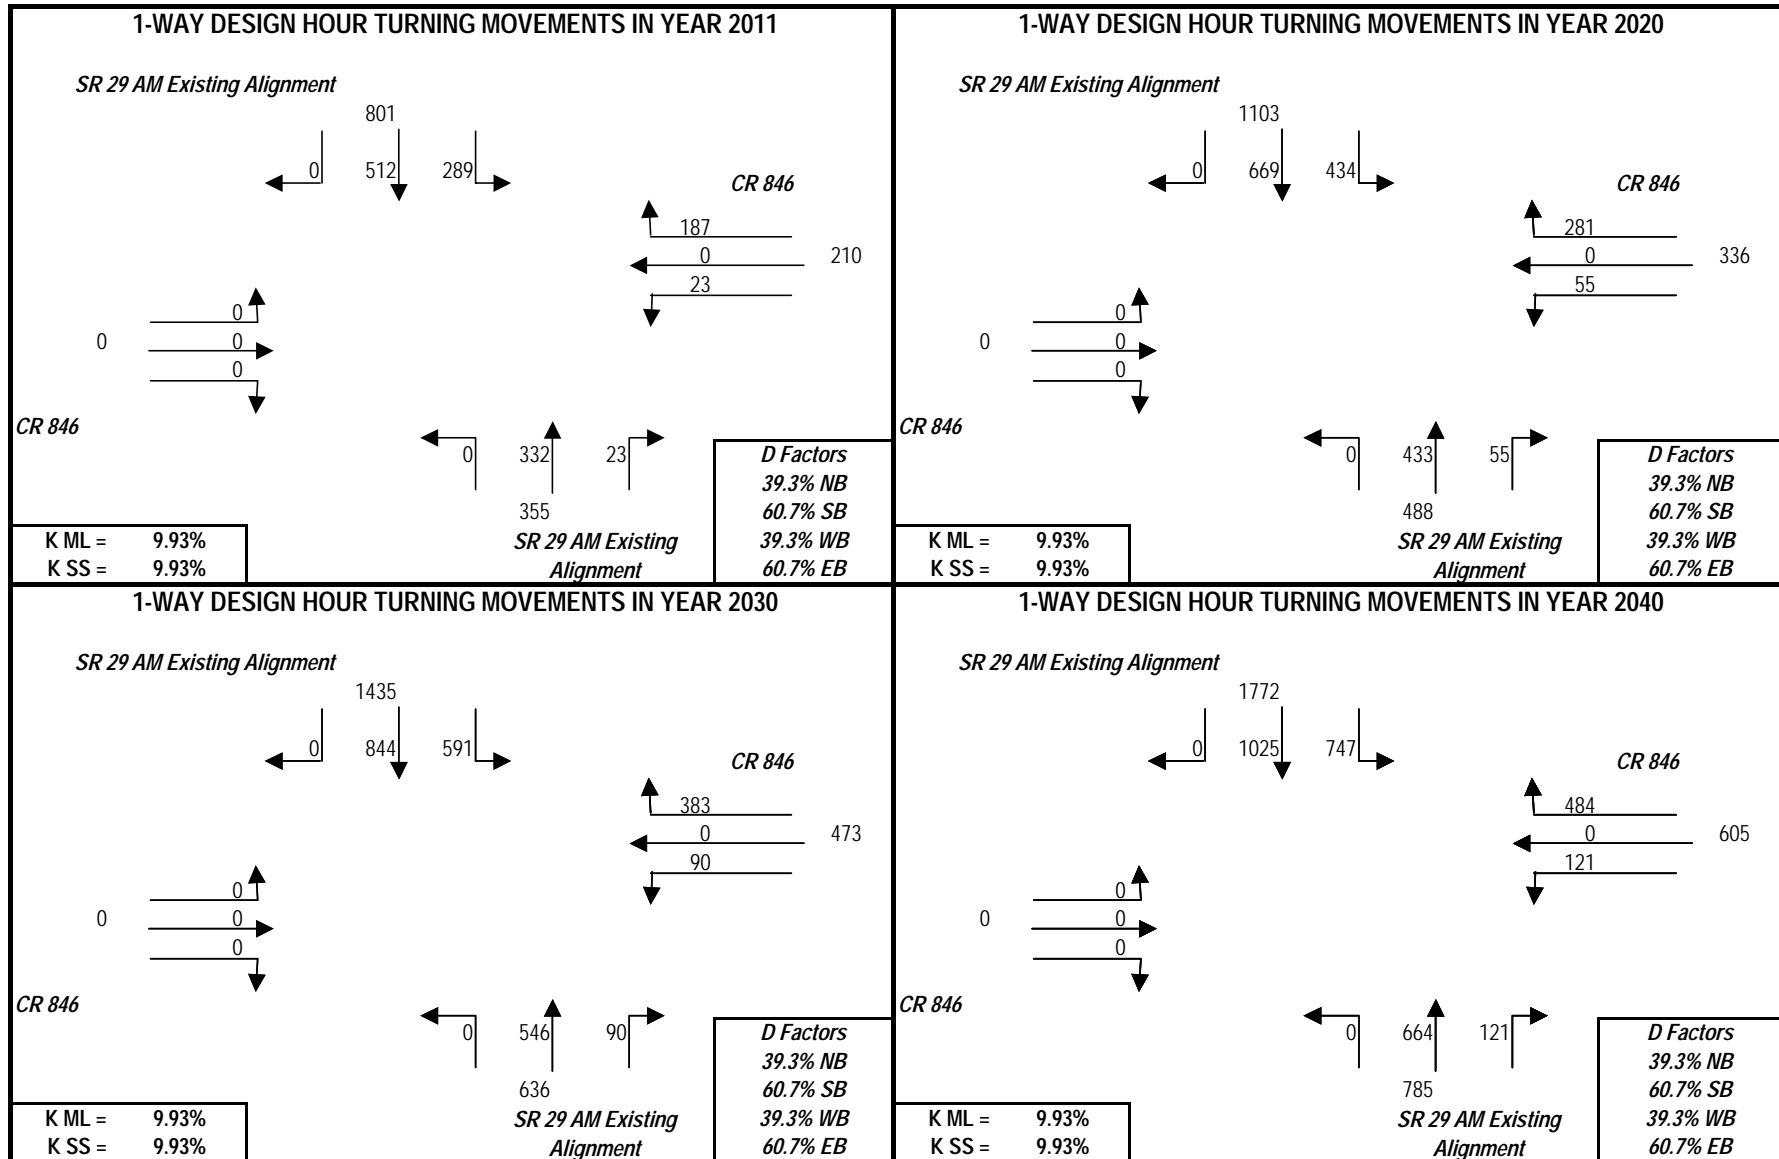 1-WAY DESIGN HOUR TURNING MOVEMENTS IN YEAR 2011
SR 29 AM Existing Alignment
801
0 512 289
CR 846
187
0 210
23
0
0 0
0
CR 846
0 332 23
355
SR 29 AM Existing
Alignment
D Factors
39.3% NB
60.7% SB
39.3% WB
60.7% EB
K ML = 9.93%
K SS = 9.93%
1-WAY DESIGN HOUR TURNING MOVEMENTS IN YEAR 2020
SR 29 AM Existing Alignment
1103
0 669 434
CR 846
281
0 336
55
0
0 0
0
CR 846
0 433 55
488
SR 29 AM Existing
Alignment
D Factors
39.3% NB
60.7% SB
39.3% WB
60.7% EB
K ML = 9.93%
K SS = 9.93%
1-WAY DESIGN HOUR TURNING MOVEMENTS IN YEAR 2030
SR 29 AM Existing Alignment
1435
0 844 591
CR 846
383
0 473
90
0
0 0
0
CR 846
0 546 90
636
SR 29 AM Existing
Alignment
D Factors
39.3% NB
60.7% SB
39.3% WB
60.7% EB
K ML = 9.93%
K SS = 9.93%
1-WAY DESIGN HOUR TURNING MOVEMENTS IN YEAR 2040
SR 29 AM Existing Alignment
1772
0 1025 747
CR 846
484
0 605
121
0
0 0
0
CR 846
0 664 121
785
SR 29 AM Existing
Alignment
D Factors
39.3% NB
60.7% SB
39.3% WB
60.7% EB
K ML = 9.93%
K SS = 9.93%